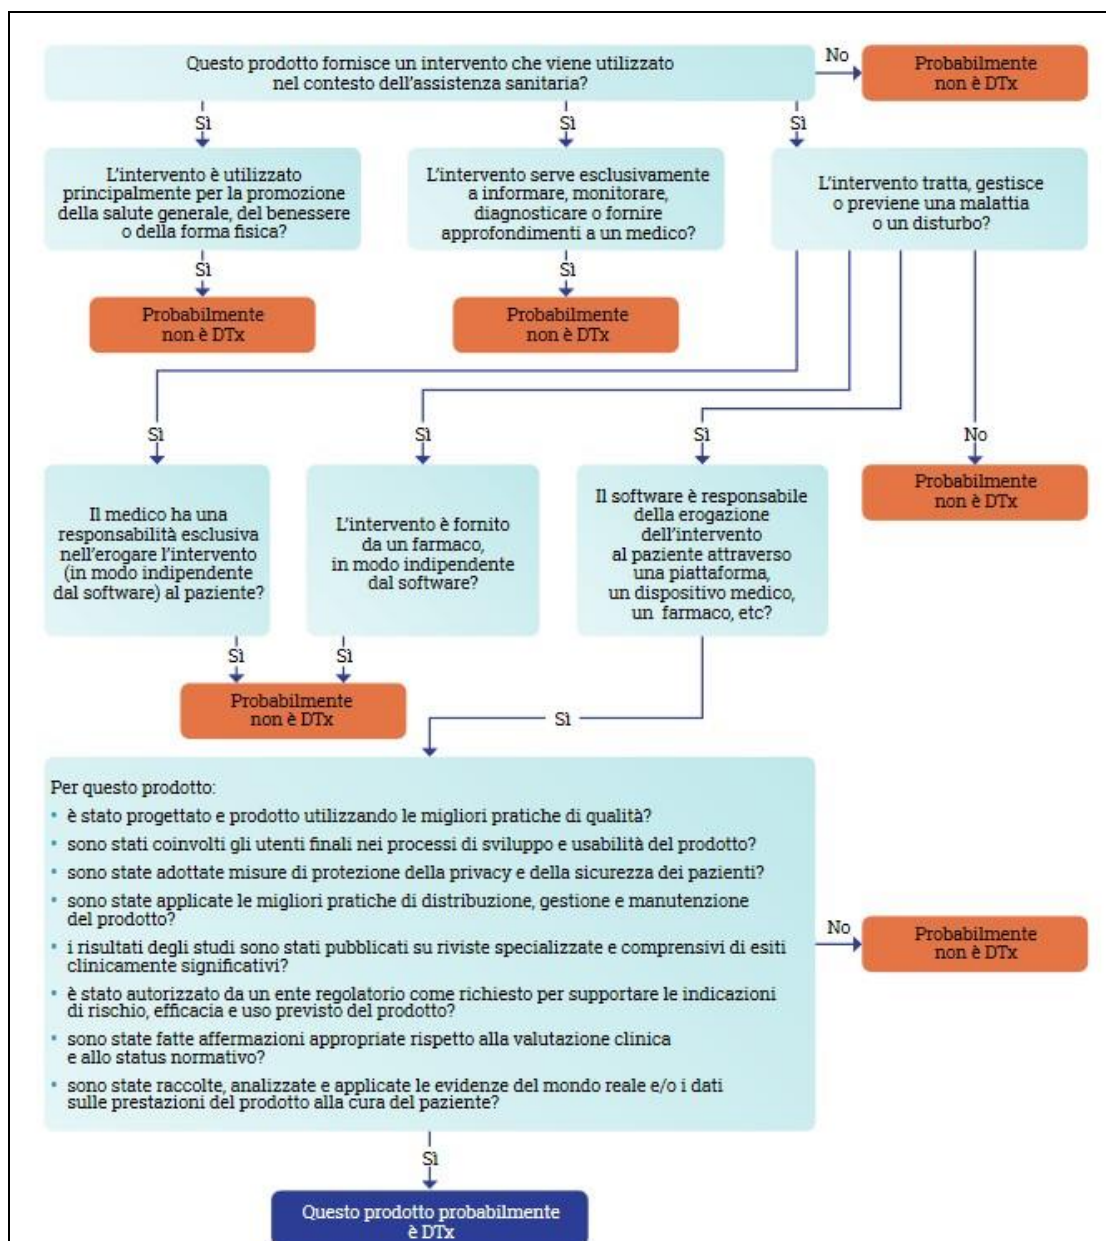 Questo prodotto fornisce un intervento che viene utilizzato
nel contesto dell'assistenza sanitaria?
No
Probabilmente
non è DTx
Sì
Sì
Sì
L'intervento è utilizzato
principalmente per la promozione
della salute generale, del benessere
o della forma fisica?
L'intervento serve esclusivamente
a informare, monitorare,
diagnosticare o fornire
approfondimenti a un medico?
L'intervento tratta, gestisce
o previene una malattia
o un disturbo?
Sì
Sì
Probabilmente
non è DTx
Probabilmente
non è DTx
Sì
Sì
Sì
No
Il medico ha una
responsabilità esclusiva
nell'erogare l'intervento
(in modo indipendente
dal software) al paziente?
L'intervento è fornito
da un farmaco,
in modo indipendente
dal software?
Il software è responsabile
della erogazione
dell'intervento
al paziente attraverso
una piattaforma,
un dispositivo medico,
un farmaco, etc?
Probabilmente
non è DTx
Sì
Sì
Probabilmente
non è DTx
Sì
Per questo prodotto:
• è stato progettato e prodotto utilizzando le migliori pratiche di qualità?
• sono stati coinvolti gli utenti finali nei processi di sviluppo e usabilità del prodotto?
• sono state adottate misure di protezione della privacy e della sicurezza dei pazienti?
• sono state applicate le migliori pratiche di distribuzione, gestione e manutenzione
del prodotto?
• i risultati degli studi sono stati pubblicati su riviste specializzate e comprensivi di esiti
clinicamente significativi?
• è stato autorizzato da un ente regolatorio come richiesto per supportare le indicazioni
di rischio, efficacia e uso previsto del prodotto?
• sono state fatte affermazioni appropriate rispetto alla valutazione clinica
e allo status normativo?
• sono state raccolte, analizzate e applicate le evidenze del mondo reale e/o i dati
sulle prestazioni del prodotto alla cura del paziente?
No
Probabilmente
non è DTx
Sì
Questo prodotto probabilmente
è DTx